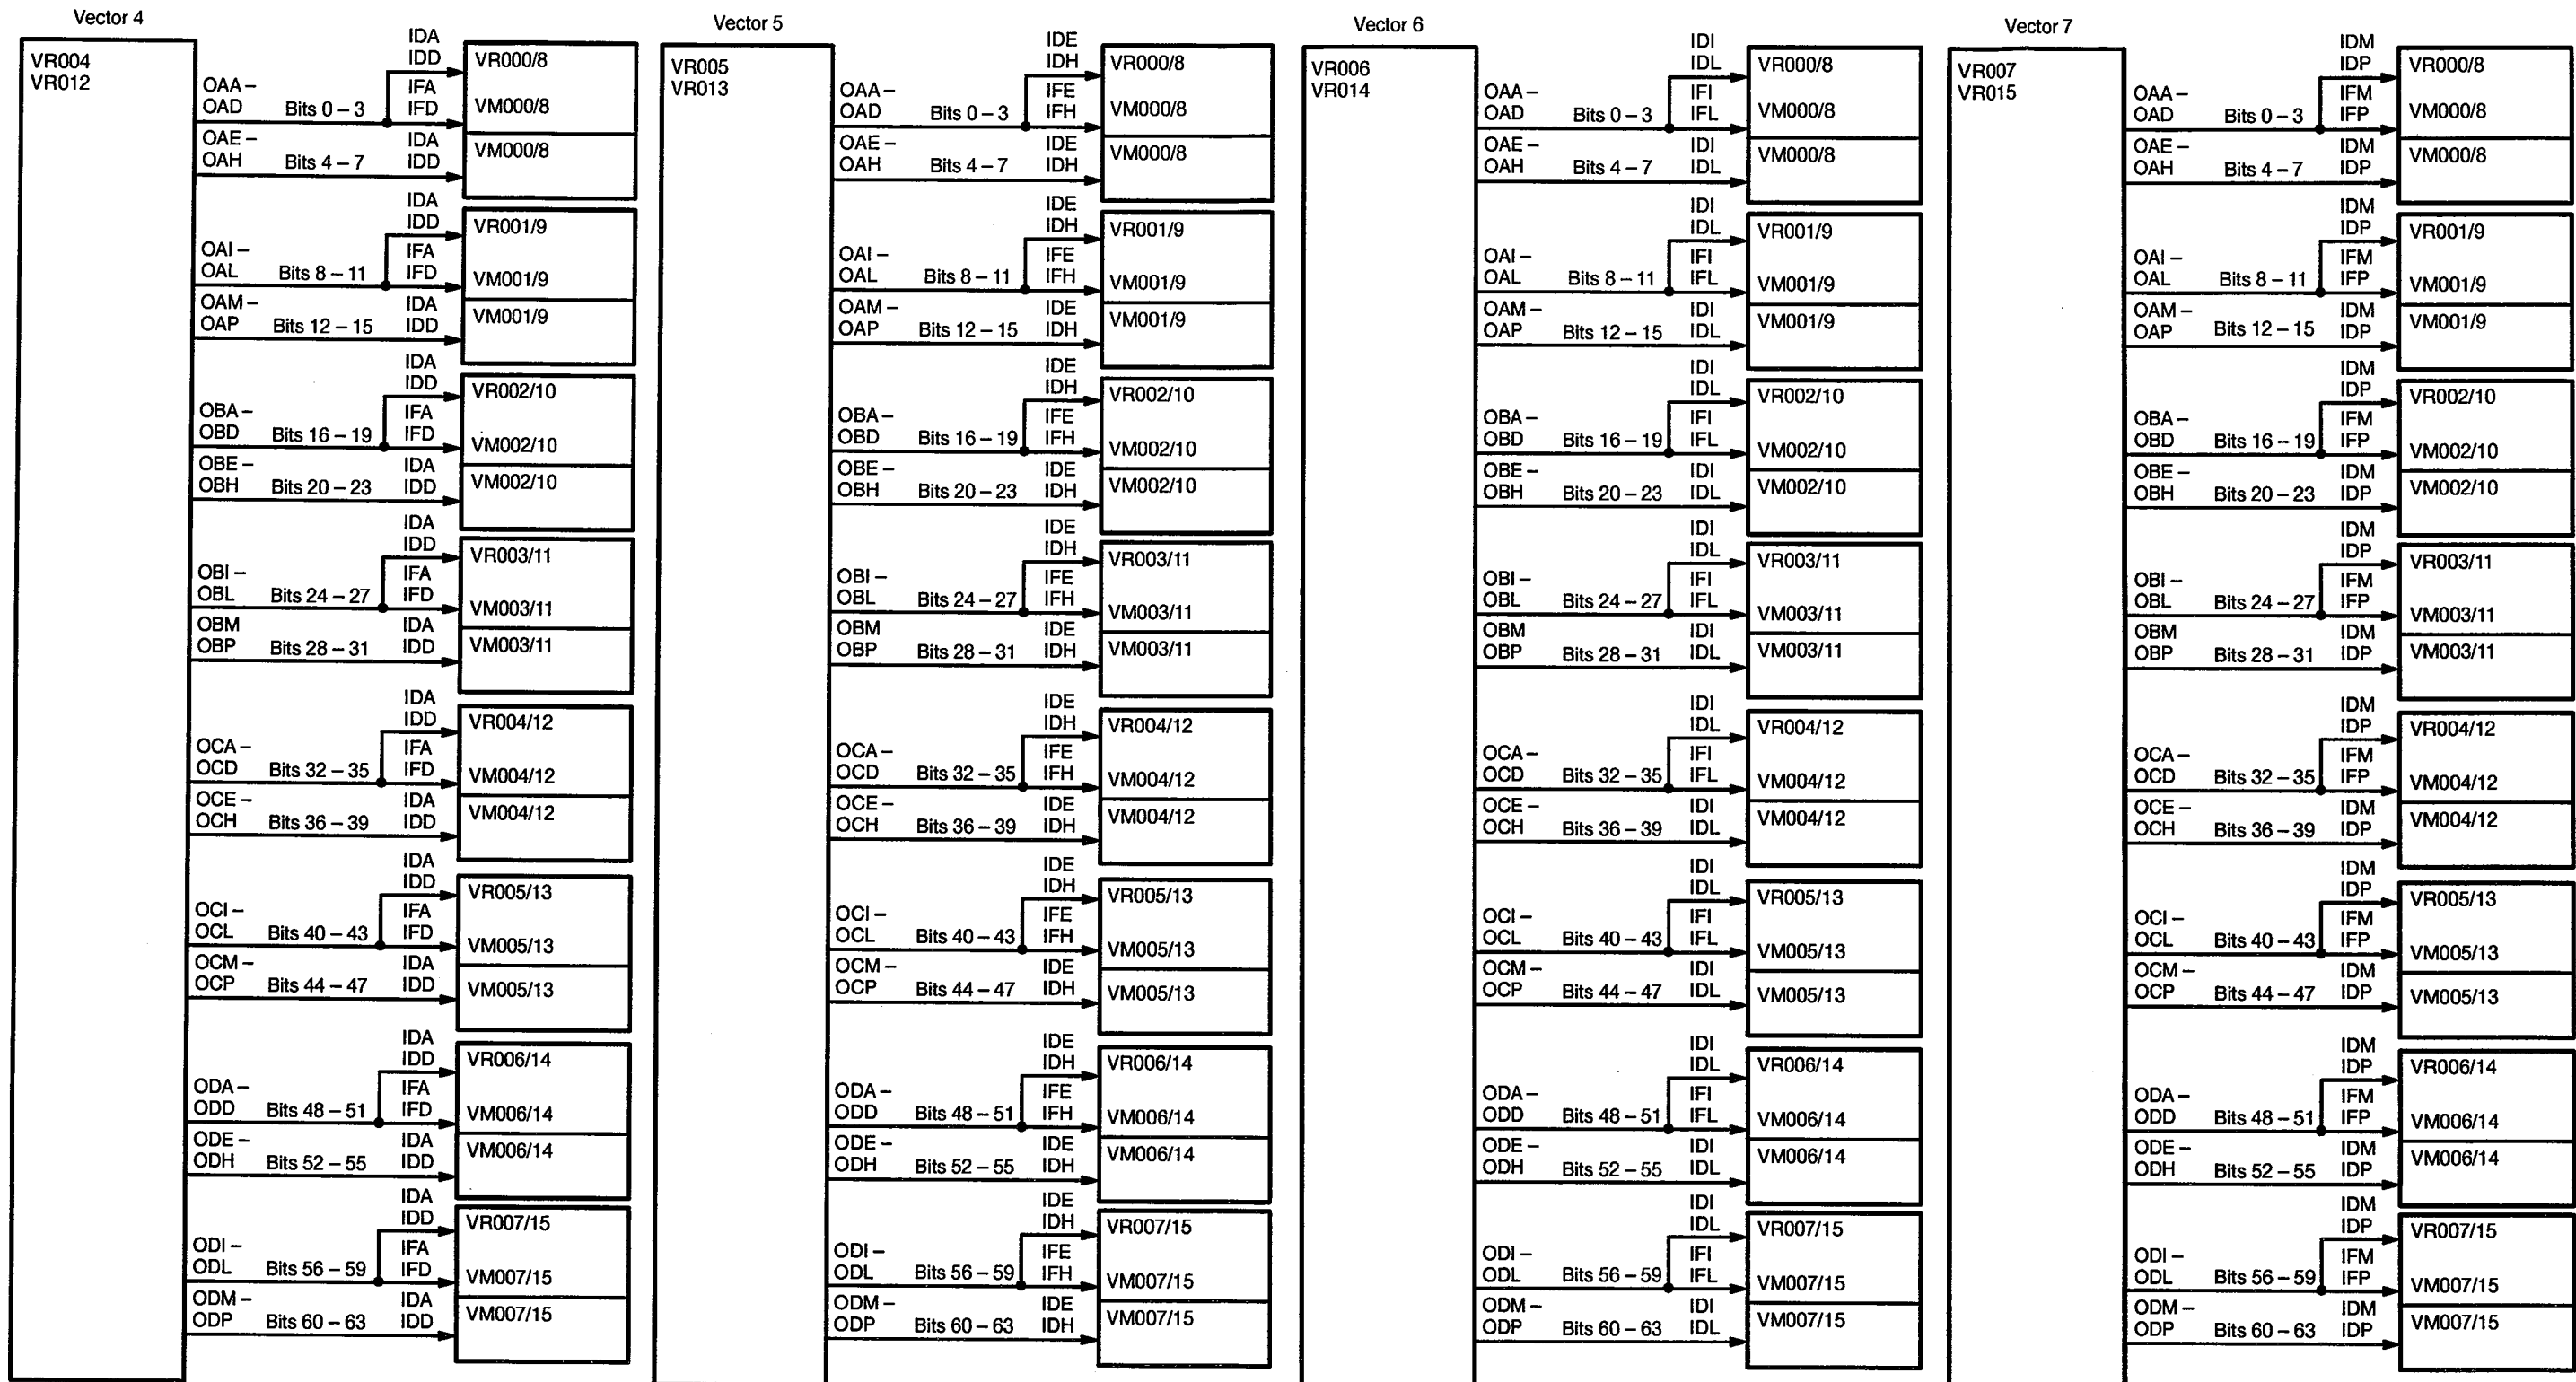 Vector 4
VR004
VR012
IDA
IDD VR000/8
OAA – IFA
OAD Bits 0 – 3 IFD VM000/8
OAE – IDA VM000/8
OAH Bits 4 – 7 IDD
IDA
IDD VR001/9
OAI – IFA
OAL Bits 8 – 11 IFD VM001/9
OAM – IDA VM001/9
OAP Bits 12 – 15 IDD
IDA
IDD VR002/10
OBA – IFA
OBD Bits 16 – 19 IFD VM002/10
OBE – IDA VM002/10
OBH Bits 20 – 23 IDD
IDA
IDD VR003/11
OBI – IFA
OBL Bits 24 – 27 IFD VM003/11
OBM IDA VM003/11
OBP Bits 28 – 31 IDD
IDA
IDD VR004/12
OCA – IFA
OCD Bits 32 – 35 IFD VM004/12
OCE – IDA VM004/12
OCH Bits 36 – 39 IDD
IDA
IDD VR005/13
OCI – IFA
OCL Bits 40 – 43 IFD VM005/13
OCM – IDA VM005/13
OCP Bits 44 – 47 IDD
IDA
IDD VR006/14
ODA – IFA
ODD Bits 48 – 51 IFD VM006/14
ODE – IDA VM006/14
ODH Bits 52 – 55 IDD
IDA
IDD VR007/15
ODI – IFA
ODL Bits 56 – 59 IFD VM007/15
ODM – IDA VM007/15
ODP Bits 60 – 63 IDD
Vector 5
VR005
VR013
IDE
IDH VR000/8
OAA – IFE
OAD Bits 0 – 3 IFH VM000/8
OAE – IDE VM000/8
OAH Bits 4 – 7 IDH
IDE
IDH VR001/9
OAI – IFE
OAL Bits 8 – 11 IFH VM001/9
OAM – IDE VM001/9
OAP Bits 12 – 15 IDH
IDE
IDH VR002/10
OBA – IFE
OBD Bits 16 – 19 IFH VM002/10
OBE – IDE VM002/10
OBH Bits 20 – 23 IDH
IDE
IDH VR003/11
OBI – IFE
OBL Bits 24 – 27 IFH VM003/11
OBM IDE VM003/11
OBP Bits 28 – 31 IDH
IDE
IDH VR004/12
OCA – IFE
OCD Bits 32 – 35 IFH VM004/12
OCE – IDE VM004/12
OCH Bits 36 – 39 IDH
IDE
IDH VR005/13
OCI – IFE
OCL Bits 40 – 43 IFH VM005/13
OCM – IDE VM005/13
OCP Bits 44 – 47 IDH
IDE
IDH VR006/14
ODA – IFE
ODD Bits 48 – 51 IFH VM006/14
ODE – IDE VM006/14
ODH Bits 52 – 55 IDH
IDE
IDH VR007/15
ODI – IFE
ODL Bits 56 – 59 IFH VM007/15
ODM – IDE VM007/15
ODP Bits 60 – 63 IDH
Vector 6
VR006
VR014
IDI
IDL VR000/8
OAA – IFI
OAD Bits 0 – 3 IFL VM000/8
OAE – IDI VM000/8
OAH Bits 4 – 7 IDL
IDI
IDL VR001/9
OAI – IFI
OAL Bits 8 – 11 IFL VM001/9
OAM – IDI VM001/9
OAP Bits 12 – 15 IDL
IDI
IDL VR002/10
OBA – IFI
OBD Bits 16 – 19 IFL VM002/10
OBE – IDI VM002/10
OBH Bits 20 – 23 IDL
IDI
IDL VR003/11
OBI – IFI
OBL Bits 24 – 27 IFL VM003/11
OBM IDI VM003/11
OBP Bits 28 – 31 IDL
IDI
IDL VR004/12
OCA – IFI
OCD Bits 32 – 35 IFL VM004/12
OCE – IDI VM004/12
OCH Bits 36 – 39 IDL
IDI
IDL VR005/13
OCI – IFI
OCL Bits 40 – 43 IFL VM005/13
OCM – IDI VM005/13
OCP Bits 44 – 47 IDL
IDI
IDL VR006/14
ODA – IFI
ODD Bits 48 – 51 IFL VM006/14
ODE – IDI VM006/14
ODH Bits 52 – 55 IDL
IDI
IDL VR007/15
ODI – IFI
ODL Bits 56 – 59 IFL VM007/15
ODM – IDI VM007/15
ODP Bits 60 – 63 IDL
Vector 7
VR007
VR015
IDM
IDP VR000/8
OAA – IFM
OAD Bits 0 – 3 IFP VM000/8
OAE – IDM VM000/8
OAH Bits 4 – 7 IDP
IDM
IDP VR001/9
OAI – IFM
OAL Bits 8 – 11 IFP VM001/9
OAM – IDM VM001/9
OAP Bits 12 – 15 IDP
IDM
IDP VR002/10
OBA – IFM
OBD Bits 16 – 19 IFP VM002/10
OBE – IDM VM002/10
OBH Bits 20 – 23 IDP
IDM
IDP VR003/11
OBI – IFM
OBL Bits 24 – 27 IFP VM003/11
OBM IDM VM003/11
OBP Bits 28 – 31 IDP
IDM
IDP VR004/12
OCA – IFM
OCD Bits 32 – 35 IFP VM004/12
OCE – IDM VM004/12
OCH Bits 36 – 39 IDP
IDM
IDP VR005/13
OCI – IFM
OCL Bits 40 – 43 IFP VM005/13
OCM – IDM VM005/13
OCP Bits 44 – 47 IDP
IDM
IDP VR006/14
ODA – IFM
ODD Bits 48 – 51 IFP VM006/14
ODE – IDM VM006/14
ODH Bits 52 – 55 IDP
IDM
IDP VR007/15
ODI – IFM
ODL Bits 56 – 59 IFP VM007/15
ODM – IDM VM007/15
ODP Bits 60 – 63 IDP